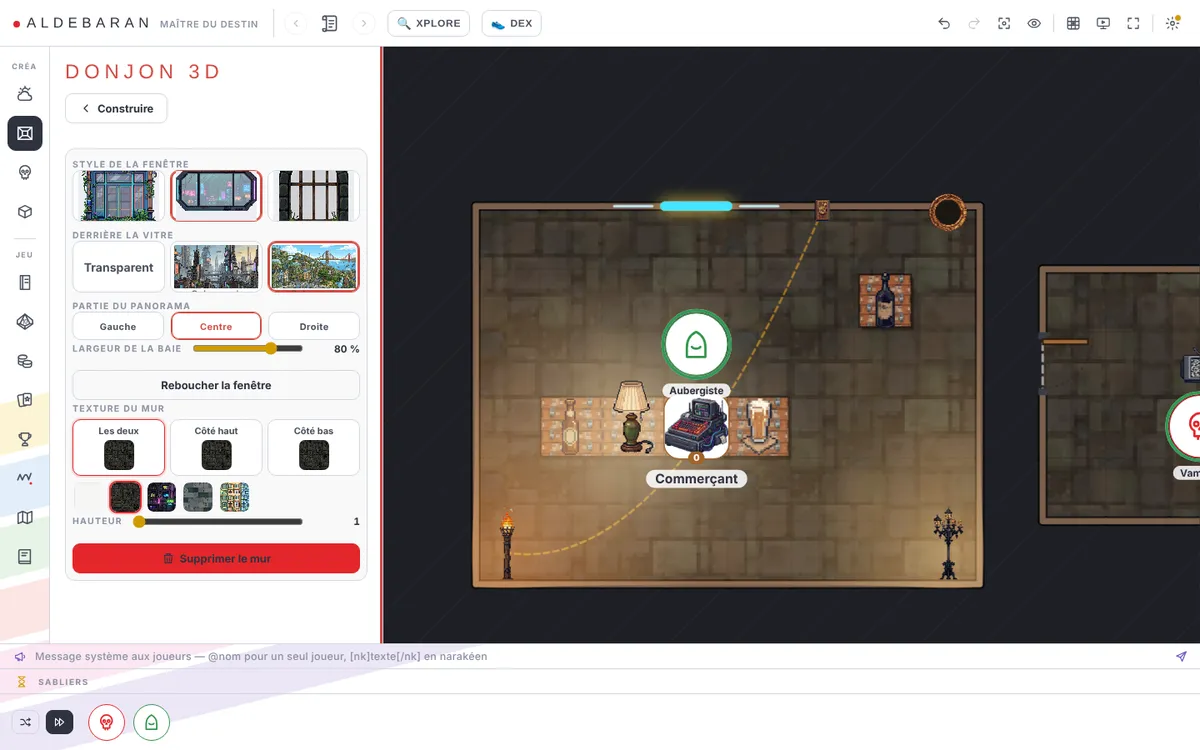 ALDEBARAN MAÎTRE DU DESTIN
XPLORE
DEX
CRÉA
JEU
DONJON 3D
Construire
STYLE DE LA FENÊTRE
DERRIÈRE LA VITRE
Transparent
PARTIE DU PANORAMA
Gauche
Centre
Droite
LARGEUR DE LA BAIE 80 %
Reboucher la fenêtre
TEXTURE DU MUR
Les deux
Côté haut
Côté bas
HAUTEUR 1
Supprimer le mur
Aubergiste
0
Commerçant
Vam
Message système aux joueurs — @nom pour un seul joueur, [nk]texte[/nk] en narakéen
SABLIERS